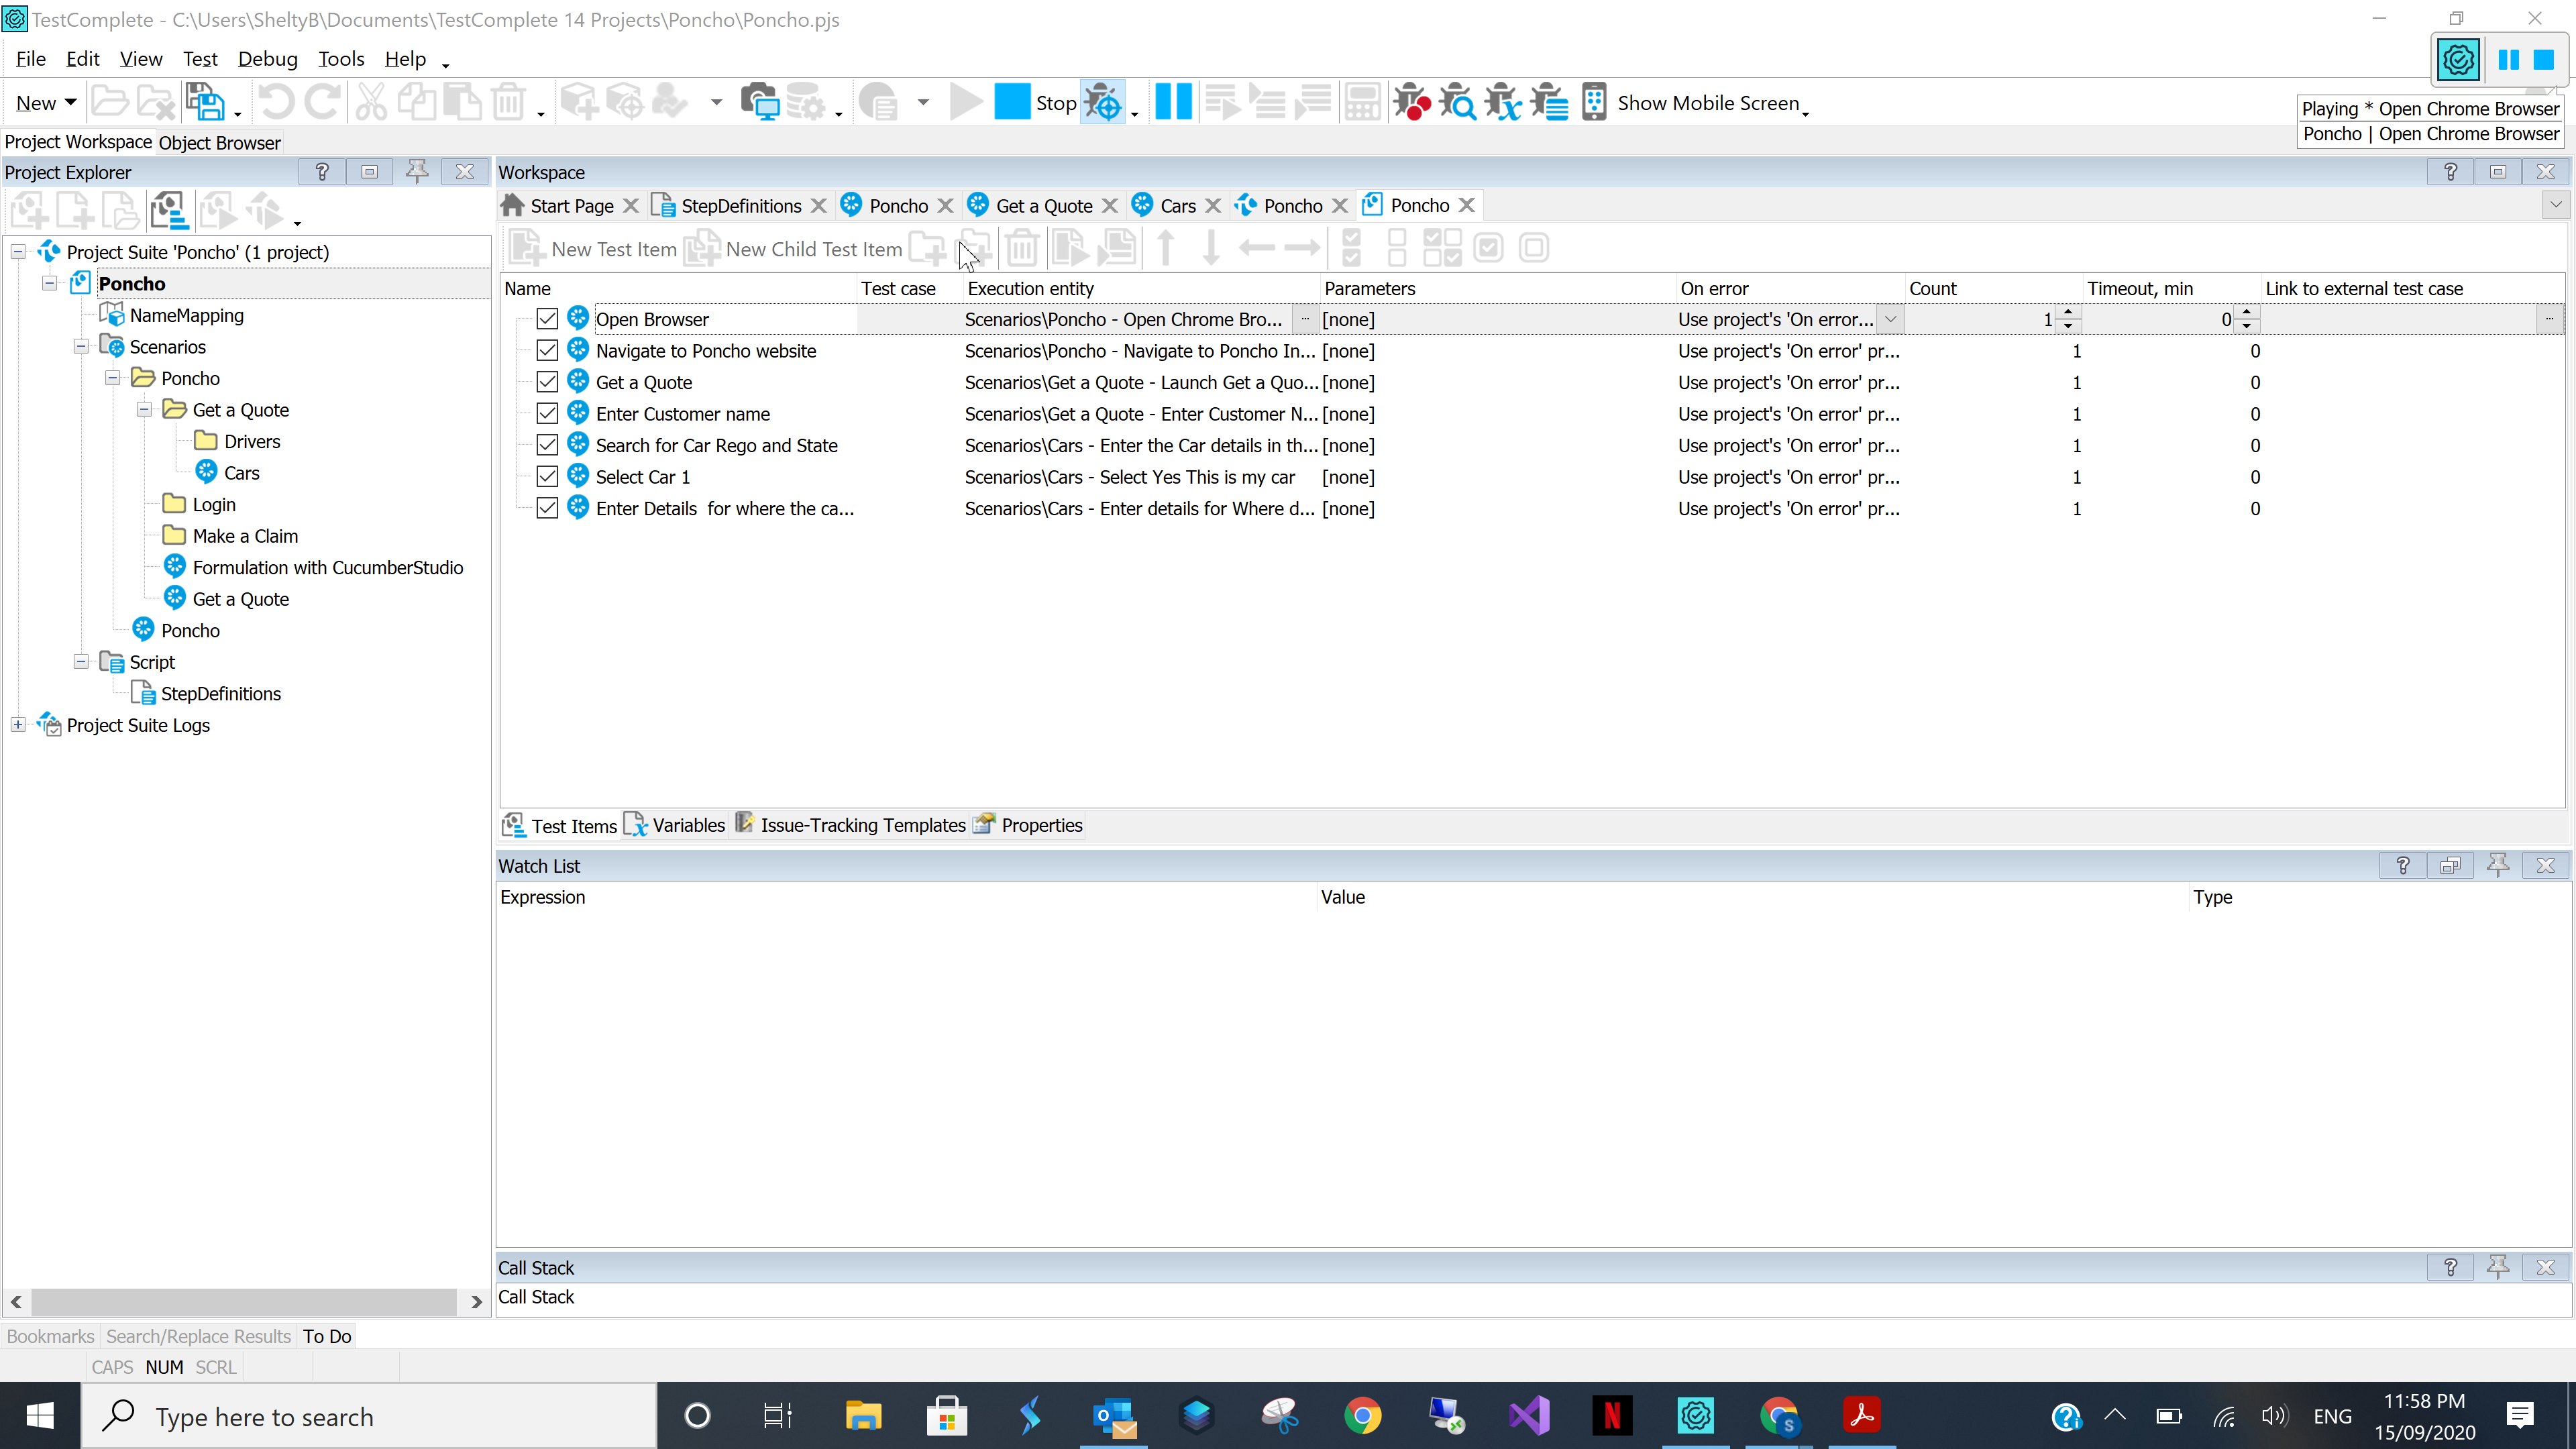 TestComplete - C:\Users\SheltyB\Documents\TestComplete 14 Projects\Poncho\Poncho.pjs
File Edit View Test Debug Tools Help
New Stop Show Mobile Screen
Playing * Open Chrome Browser
Poncho | Open Chrome Browser
Project Workspace Object Browser
Project Explorer
Project Suite 'Poncho' (1 project)
Poncho
NameMapping
Scenarios
Poncho
Get a Quote
Drivers
Cars
Login
Make a Claim
Formulation with CucumberStudio
Get a Quote
Poncho
Script
StepDefinitions
Project Suite Logs
Workspace
Start Page StepDefinitions Poncho Get a Quote Cars Poncho Poncho
New Test Item New Child Test Item
Name Test case Execution entity Parameters On error Count Timeout, min Link to external test case
Open Browser Scenarios\Poncho - Open Chrome Bro... ... [none] Use project's 'On error... 1 0 ...
Navigate to Poncho website Scenarios\Poncho - Navigate to Poncho In... [none] Use project's 'On error' pr... 1 0
Get a Quote Scenarios\Get a Quote - Launch Get a Quo... [none] Use project's 'On error' pr... 1 0
Enter Customer name Scenarios\Get a Quote - Enter Customer N... [none] Use project's 'On error' pr... 1 0
Search for Car Rego and State Scenarios\Cars - Enter the Car details in th... [none] Use project's 'On error' pr... 1 0
Select Car 1 Scenarios\Cars - Select Yes This is my car [none] Use project's 'On error' pr... 1 0
Enter Details for where the ca... Scenarios\Cars - Enter details for Where d... [none] Use project's 'On error' pr... 1 0
Test Items Variables Issue-Tracking Templates Properties
Watch List
Expression Value Type
Call Stack
Call Stack
Bookmarks Search/Replace Results To Do
CAPS NUM SCRL
Type here to search
ENG
11:58 PM
15/09/2020